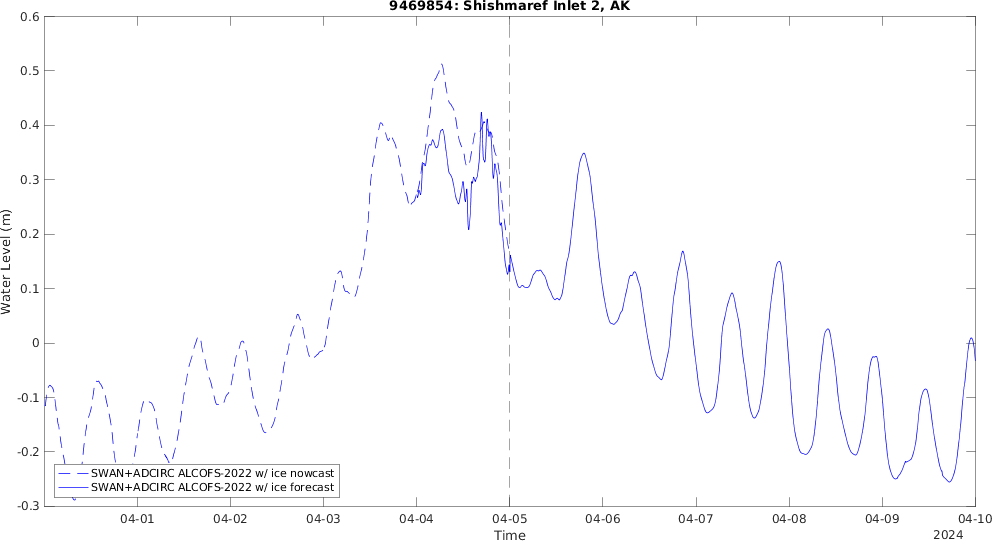 9469854: Shishmaref Inlet 2, AK
0.6
0.5
0.4
0.3
0.2
0.1
0
-0.1
-0.2
-0.3
Water Level (m)
SWAN+ADCIRC ALCOFS-2022 w/ ice nowcast
SWAN+ADCIRC ALCOFS-2022 w/ ice forecast
04-01 04-02 04-03 04-04 04-05 04-06 04-07 04-08 04-09 04-10
Time
2024